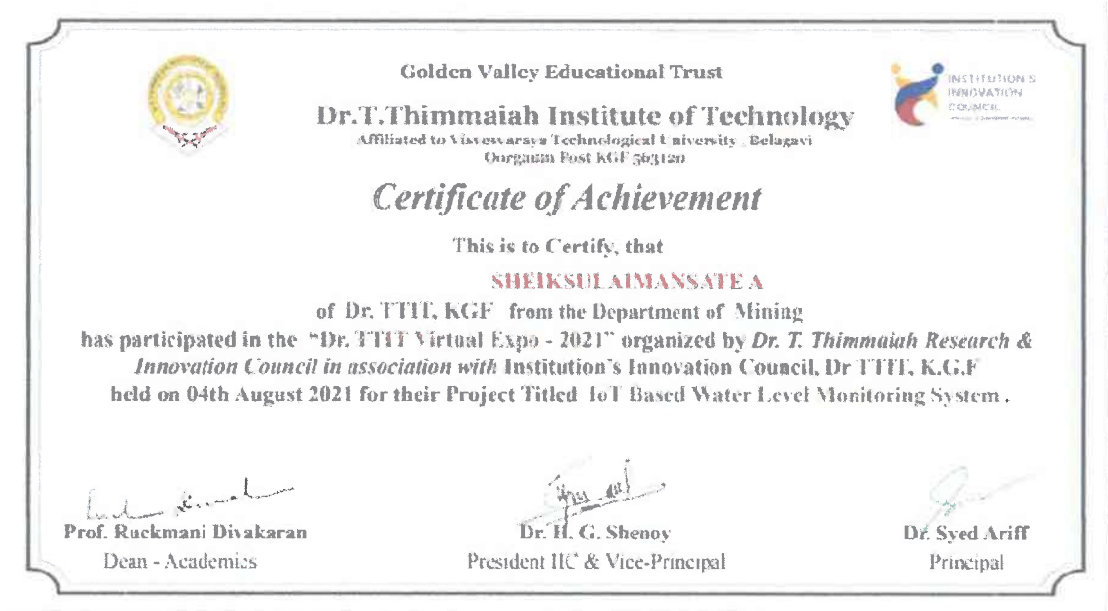 Golden Valley Educational Trust
INSTITUTION'S
INNOVATION
COUNCIL
Dr.T.Thimmaiah Institute of Technology
Affiliated to Visvesvaraya Technological University , Belagavi
Oorgaum Post KGF 563120
Certificate of Achievement
This is to Certify, that
SHEIKSULAIMANSATE A
of Dr. TTIT, KGF from the Department of Mining
has participated in the “Dr. TTIT Virtual Expo - 2021” organized by Dr. T. Thimmaiah Research &
Innovation Council in association with Institution's Innovation Council, Dr TTIT, K.G.F
held on 04th August 2021 for their Project Titled IoT Based Water Level Monitoring System .
Prof. Ruckmani Divakaran
Dr. H. G. Shenoy
Dr. Syed Ariff
Dean - Academics
President IIC & Vice-Principal
Principal